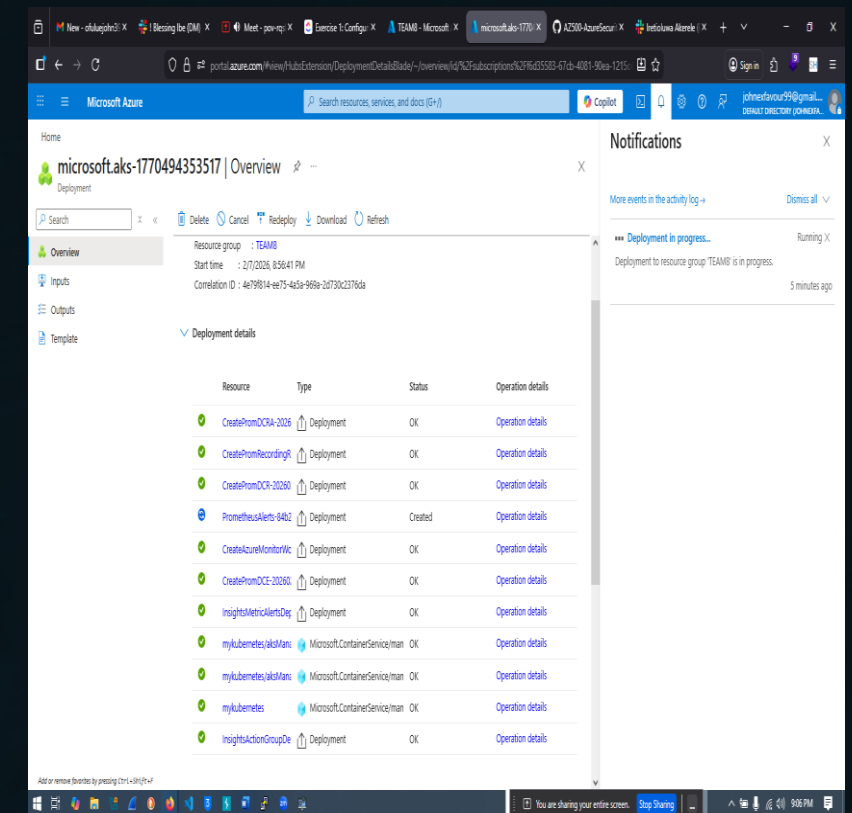 New - ofuluejohn3
! Blessing Ibe (DM)
Meet - pov-rq
Exercise 1: Configu
TEAM8 - Microsoft
microsoft.aks-1770
AZ500-AzureSecuri
Iretioluwa Akerele (
portal.azure.com/#view/HubsExtension/DeploymentDetailsBlade/~/overview/id/%2Fsubscriptions%2Ff6d35583-67cb-4081-90ea-1215
Sign in
9
Microsoft Azure
Search resources, services, and docs (G+/)
Copilot
johnexfavour99@gmail....
DEFAULT DIRECTORY (JOHNEXFA...
Home
microsoft.aks-1770494353517 | Overview
Deployment
Search
Delete Cancel Redeploy Download Refresh
Overview
Inputs
Outputs
Template
Resource group : TEAM8
Start time : 2/7/2026, 8:56:41 PM
Correlation ID : 4e79f814-ee75-4a5a-969a-2d730c2376da
Deployment details
Resource Type Status Operation details
CreatePromDCRA-2026 Deployment OK Operation details
CreatePromRecordingR Deployment OK Operation details
CreatePromDCR-20260 Deployment OK Operation details
PrometheusAlerts-84b2 Deployment Created Operation details
CreateAzureMonitorWc Deployment OK Operation details
CreatePromDCE-20260 Deployment OK Operation details
InsightsMetricAlertsDep Deployment OK Operation details
mykubernetes/aksMana Microsoft.ContainerService/man OK Operation details
mykubernetes/aksMana Microsoft.ContainerService/man OK Operation details
mykubernetes Microsoft.ContainerService/man OK Operation details
InsightsActionGroupDe Deployment OK Operation details
Add or remove favorites by pressing Ctrl+Shift+F
Notifications
More events in the activity log → Dismiss all
Deployment in progress... Running
Deployment to resource group 'TEAM8' is in progress.
5 minutes ago
You are sharing your entire screen. Stop Sharing
9:06 PM